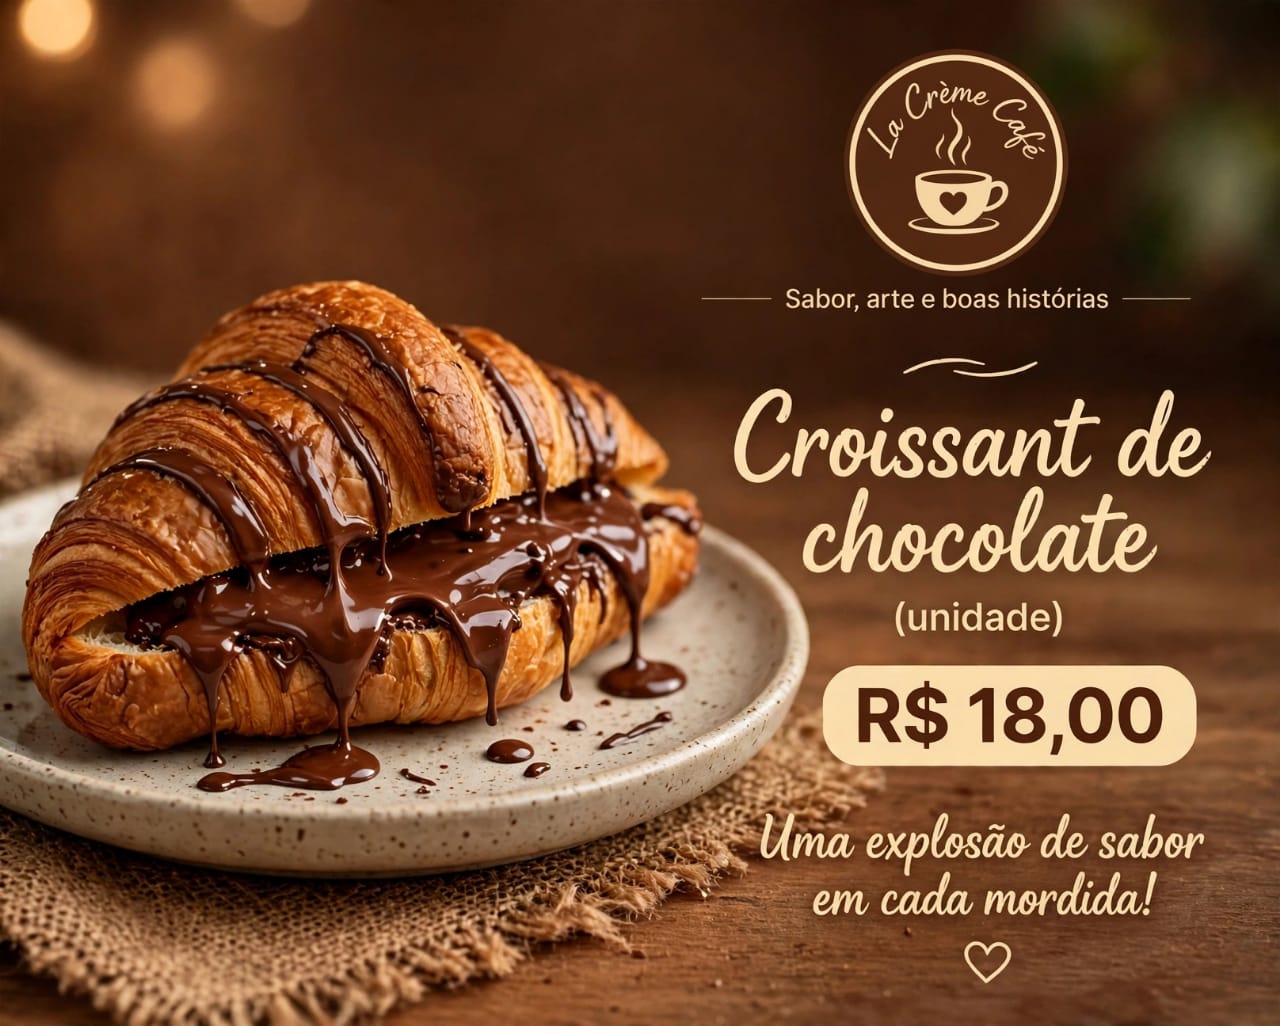 La Crème Café
Sabor, arte e boas histórias
Croissant de
chocolate
(unidade)
R$ 18,00
Uma explosão de sabor
em cada mordida!